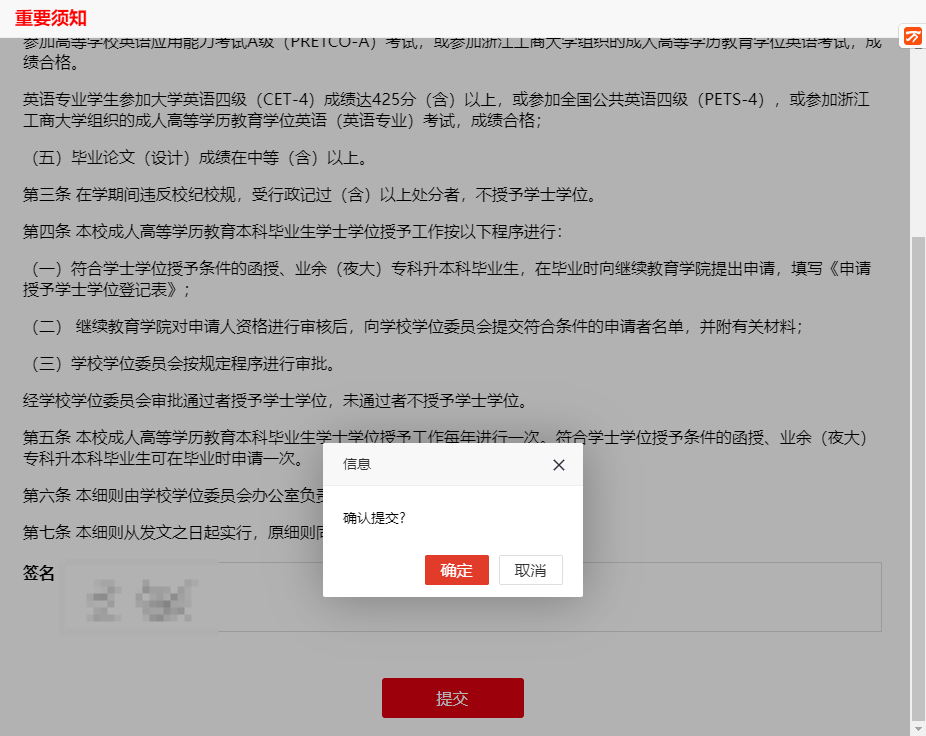 重要须知
参加高等学校英语应用能力考试A级（PRETCO-A）考试，或参加浙江工商大学组织的成人高等学历教育学位英语考试，成
绩合格。
英语专业学生参加大学英语四级（CET-4）成绩达425分（含）以上，或参加全国公共英语四级（PETS-4），或参加浙江
工商大学组织的成人高等学历教育学位英语（英语专业）考试，成绩合格；
（五）毕业论文（设计）成绩在中等（含）以上。
第三条 在学期间违反校纪校规，受行政记过（含）以上处分者，不授予学士学位。
第四条 本校成人高等学历教育本科毕业生学士学位授予工作按以下程序进行：
（一）符合学士学位授予条件的函授、业余（夜大）专科升本科毕业生，在毕业时向继续教育学院提出申请，填写《申请
授予学士学位登记表》；
（二） 继续教育学院对申请人资格进行审核后，向学校学位委员会提交符合条件的申请者名单，并附有关材料；
（三）学校学位委员会按规定程序进行审批。
经学校学位委员会审批通过者授予学士学位，未通过者不授予学士学位。
第五条 本校成人高等学历教育本科毕业生学士学位授予工作每年进行一次。符合学士学位授予条件的函授、业余（夜大）
专科升本科毕业生可在毕业时申请一次。
第六条 本细则由学校学位委员会办公室负责
第七条 本细则从发文之日起实行，原细则同
信息
确认提交?
确定 取消
签名
提交